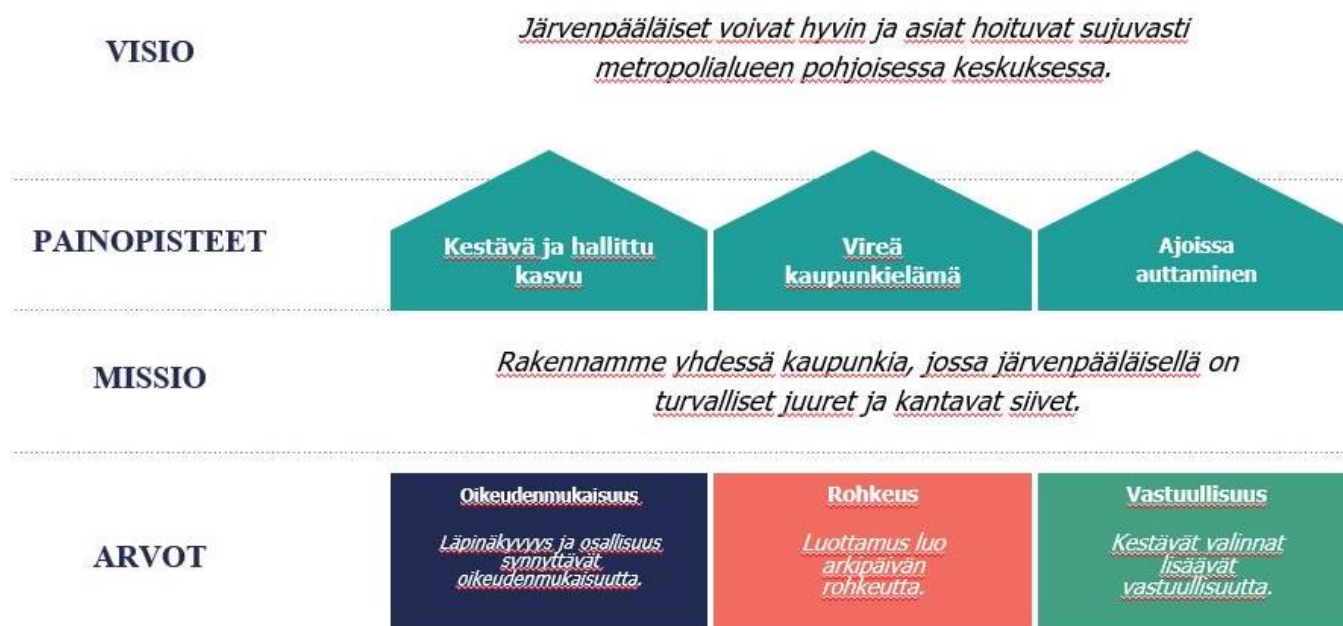 VISIO
Järvenpääläiset voivat hyvin ja asiat hoituvat sujuvasti
metropolialueen pohjoisessa keskuksessa.
PAINOPISTEET
Kestävä ja hallittu
kasvu
Vireä
kaupunkielämä
Ajoissa
auttaminen
MISSIO
Rakennamme yhdessä kaupunkia, jossa järvenpääläisellä on
turvalliset juuret ja kantavat siivet.
ARVOT
Oikeudenmukaisuus
Läpinäkyvyys ja osallisuus
synnyttävät
oikeudenmukaisuutta.
Rohkeus
Luottamus luo
arkipäivän
rohkeutta.
Vastuullisuus
Kestävät valinnat
lisäävät
vastuullisuutta.